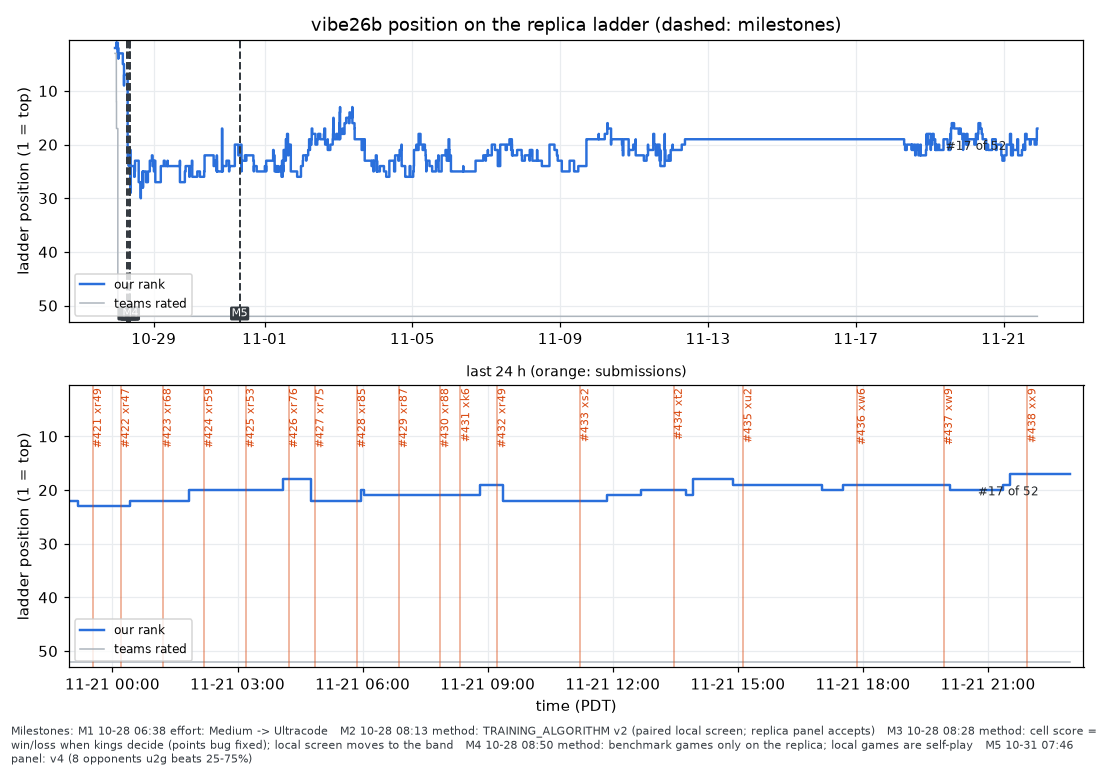 vibe26b position on the replica ladder (dashed: milestones)
ladder position (1 = top)
10
20
30
40
50
#17 of 52
our rank
teams rated
M4
M5
10-29
11-01
11-05
11-09
11-13
11-17
11-21
last 24 h (orange: submissions)
ladder position (1 = top)
10
20
30
40
50
#421 xr49
#422 xr47
#423 xr68
#424 xr59
#425 xr53
#426 xr76
#427 xr75
#428 xr85
#429 xr87
#430 xr88
#431 xk6
#432 xr49
#433 xs2
#434 xt2
#435 xu2
#436 xw6
#437 xw9
#438 xx9
#17 of 52
our rank
teams rated
11-21 00:00
11-21 03:00
11-21 06:00
11-21 09:00
11-21 12:00
11-21 15:00
11-21 18:00
11-21 21:00
time (PDT)
Milestones: M1 10-28 06:38 effort: Medium -> Ultracode M2 10-28 08:13 method: TRAINING_ALGORITHM v2 (paired local screen; replica panel accepts) M3 10-28 08:28 method: cell score =
win/loss when kings decide (points bug fixed); local screen moves to the band M4 10-28 08:50 method: benchmark games only on the replica; local games are self-play M5 10-31 07:46
panel: v4 (8 opponents u2g beats 25-75%)